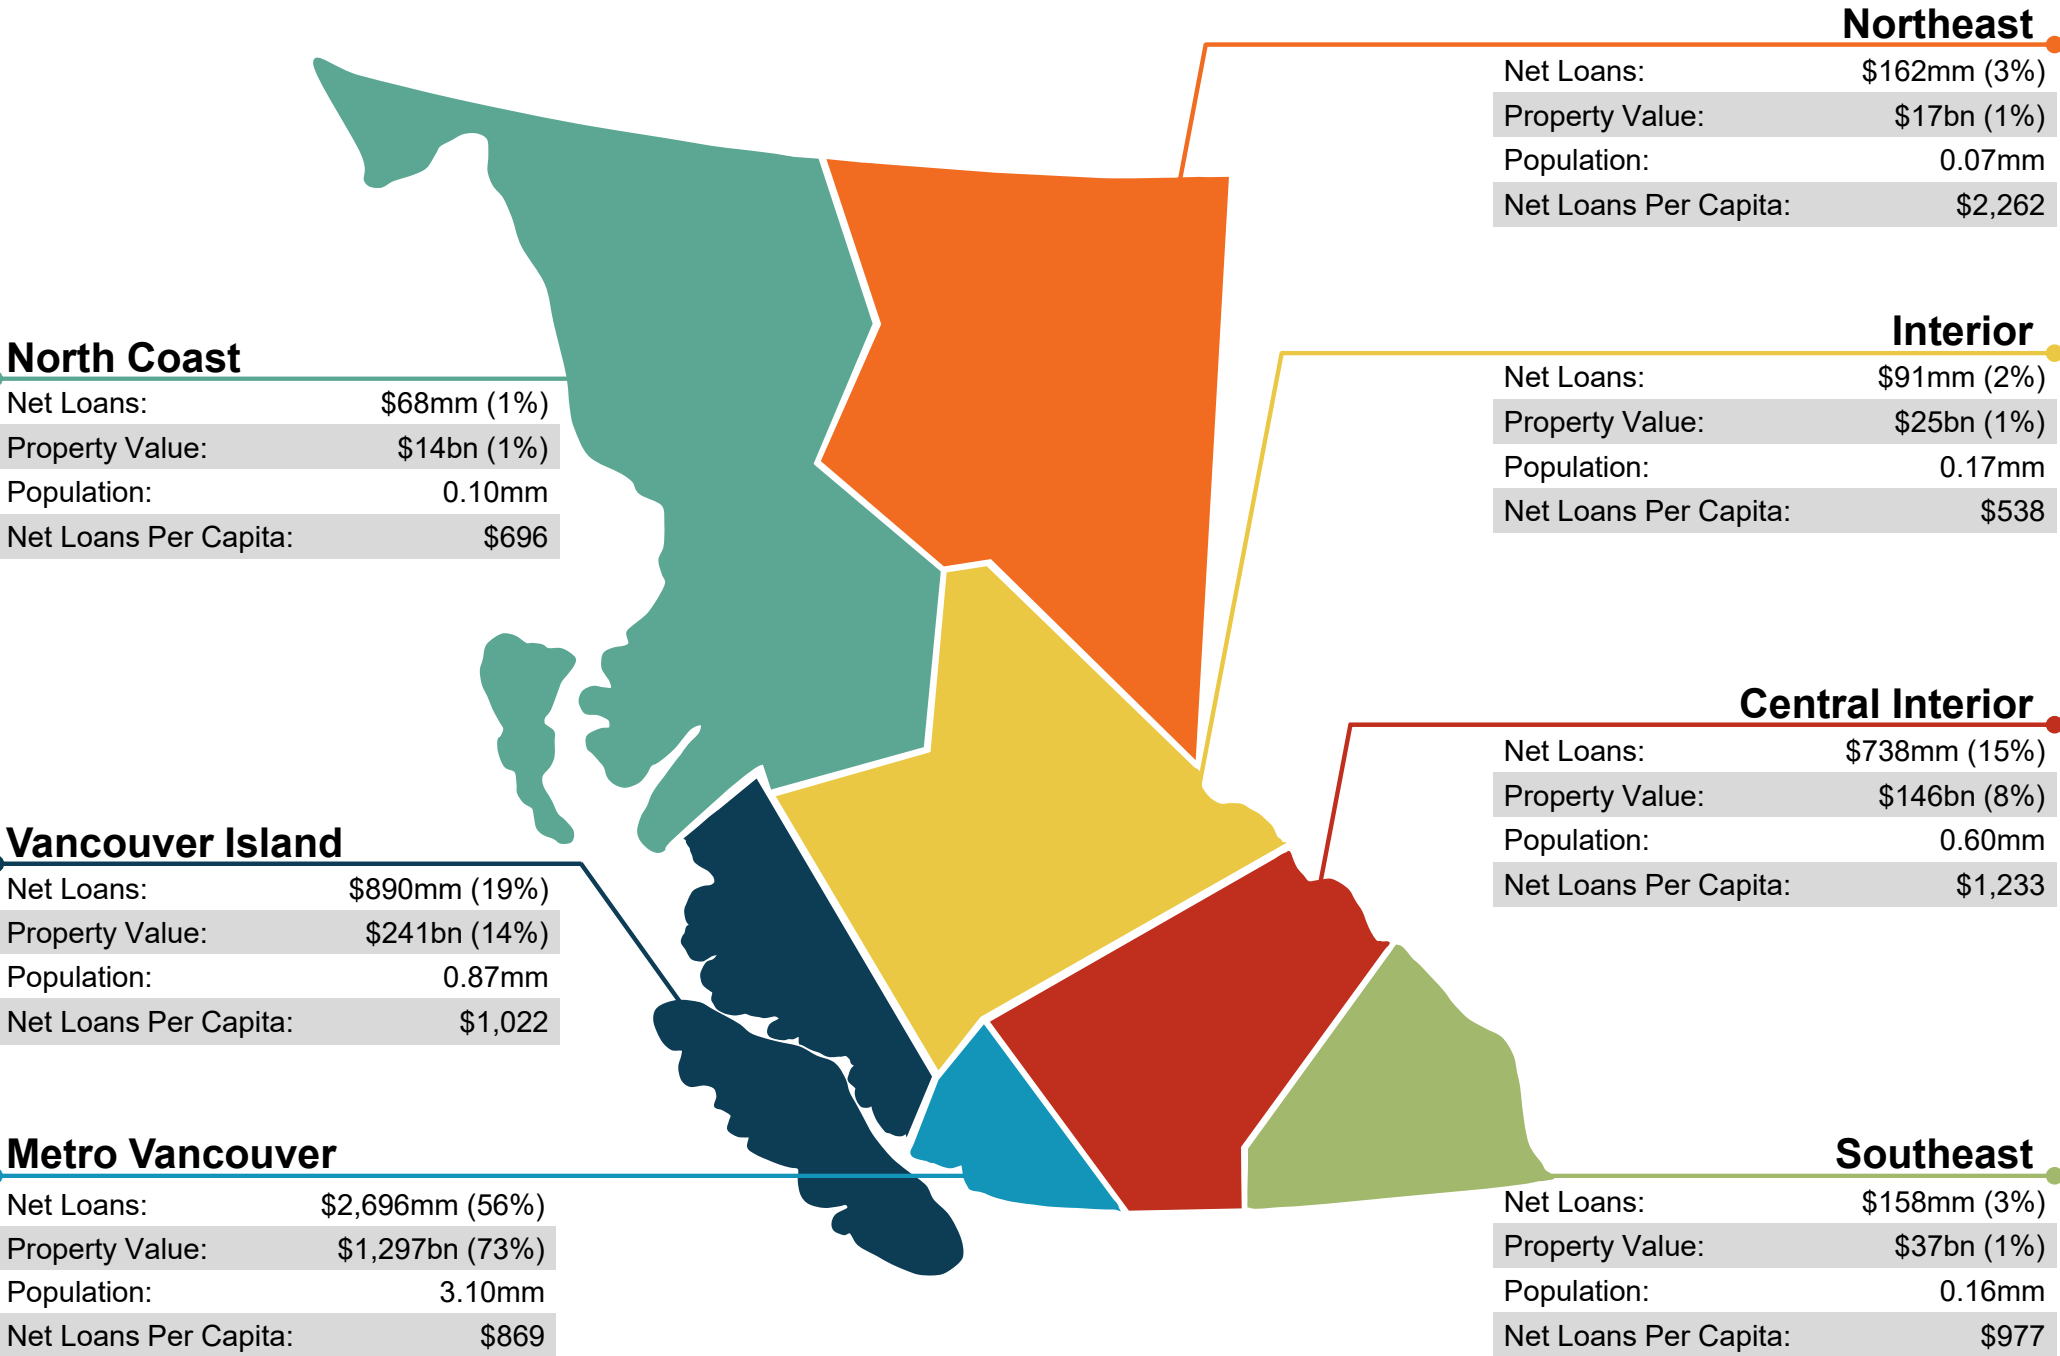 Northeast
Net Loans: $162mm (3%)
Property Value: $17bn (1%)
Population: 0.07mm
Net Loans Per Capita: $2,262
Interior
Net Loans: $91mm (2%)
Property Value: $25bn (1%)
Population: 0.17mm
Net Loans Per Capita: $538
North Coast
Net Loans: $68mm (1%)
Property Value: $14bn (1%)
Population: 0.10mm
Net Loans Per Capita: $696
Central Interior
Net Loans: $738mm (15%)
Property Value: $146bn (8%)
Population: 0.60mm
Net Loans Per Capita: $1,233
Vancouver Island
Net Loans: $890mm (19%)
Property Value: $241bn (14%)
Population: 0.87mm
Net Loans Per Capita: $1,022
Metro Vancouver
Net Loans: $2,696mm (56%)
Property Value: $1,297bn (73%)
Population: 3.10mm
Net Loans Per Capita: $869
Southeast
Net Loans: $158mm (3%)
Property Value: $37bn (1%)
Population: 0.16mm
Net Loans Per Capita: $977